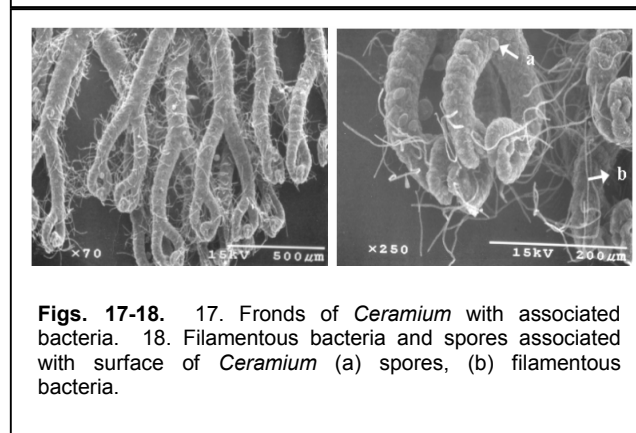 a
b
×70 15kV 500μm
×250 15kV 200μm
Figs. 17-18. 17. Fronds of Ceramium with associated
bacteria. 18. Filamentous bacteria and spores associated
with surface of Ceramium (a) spores, (b) filamentous
bacteria.